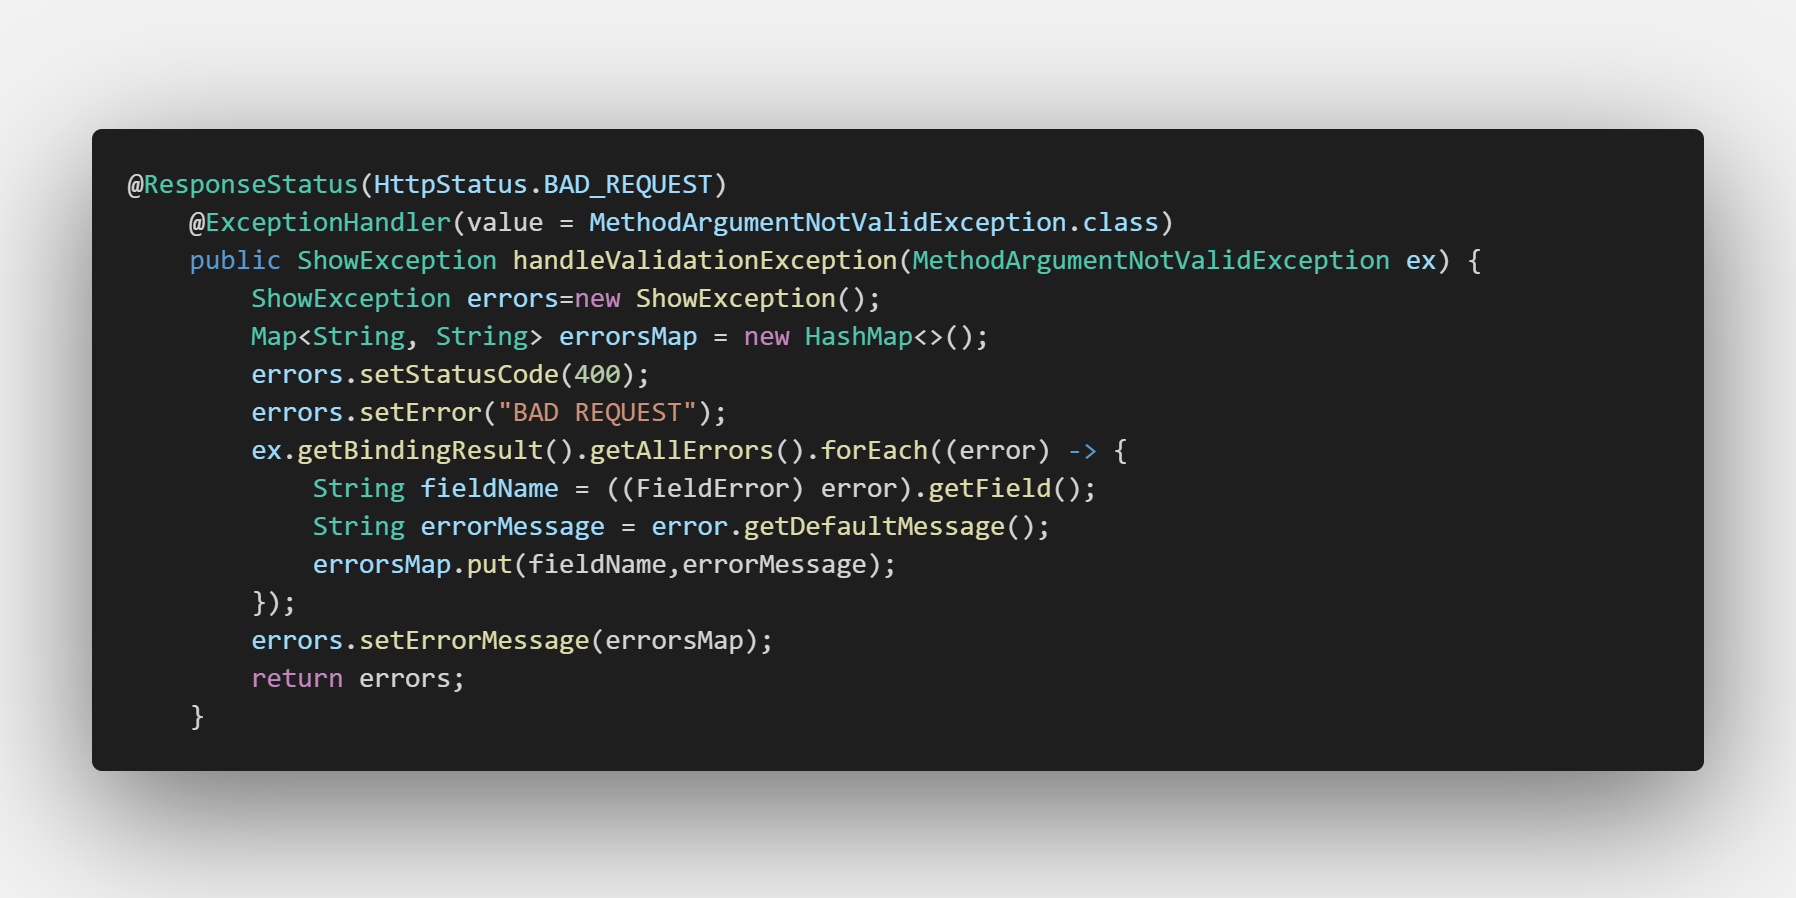 @ResponseStatus(HttpStatus.BAD_REQUEST)
    @ExceptionHandler(value = MethodArgumentNotValidException.class)
    public ShowException handleValidationException(MethodArgumentNotValidException ex) {
        ShowException errors=new ShowException();
        Map<String, String> errorsMap = new HashMap<>();
        errors.setStatusCode(400);
        errors.setError("BAD REQUEST");
        ex.getBindingResult().getAllErrors().forEach((error) -> {
            String fieldName = ((FieldError) error).getField();
            String errorMessage = error.getDefaultMessage();
            errorsMap.put(fieldName,errorMessage);
        });
        errors.setErrorMessage(errorsMap);
        return errors;
    }